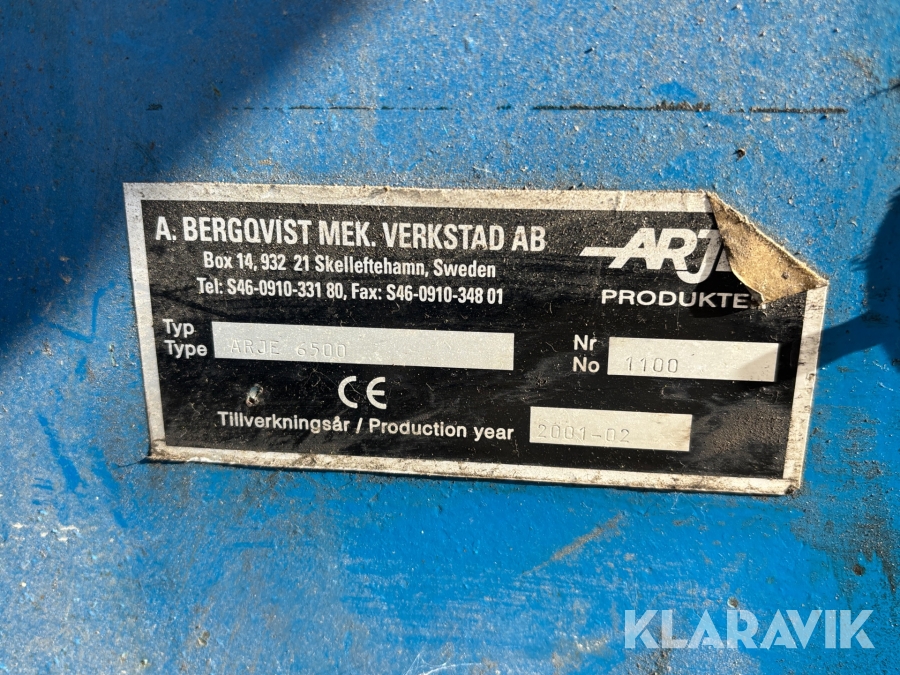 A. BERGQVIST MEK. VERKSTAD AB
Box 14, 932 21 Skelleftehamn, Sweden
Tel: S46-0910-331 80, Fax: S46-0910-348 01
ARJE
PRODUKTE
Typ
Type ARJE 6500
Nr
No 1100
CE
Tillverkningsår / Production year 2001-02
KLARAVIK